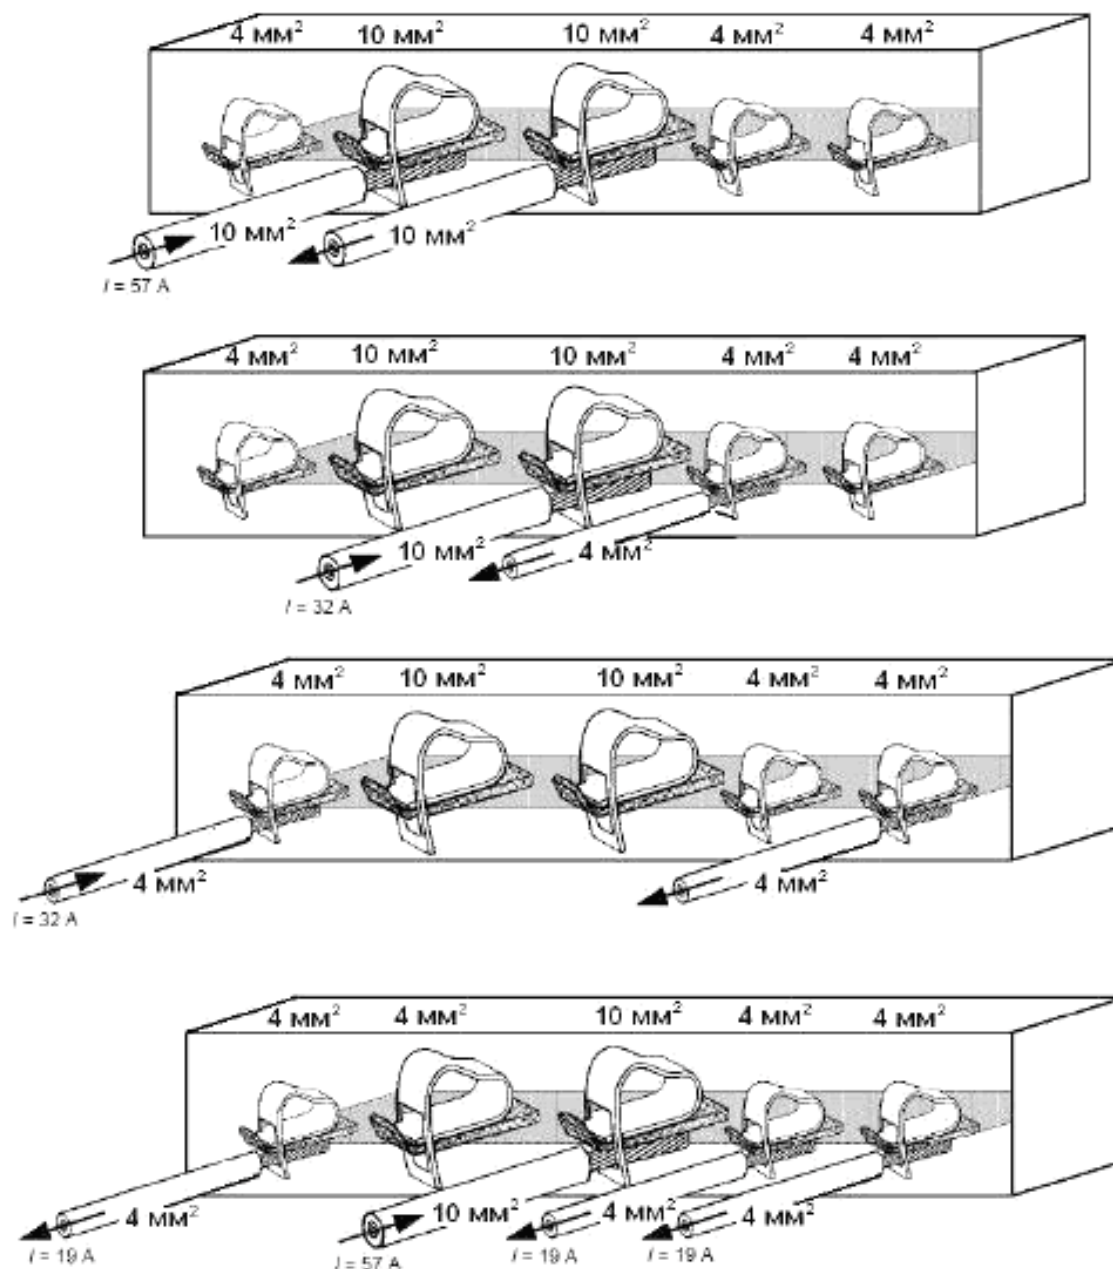 4 мм² 10 мм² 10 мм² 4 мм² 4 мм²
10 мм² 10 мм²
I = 57 A
4 мм² 10 мм² 10 мм² 4 мм² 4 мм²
10 мм² 4 мм²
I = 32 A
4 мм² 10 мм² 10 мм² 4 мм² 4 мм²
4 мм² 4 мм²
I = 32 A
4 мм² 4 мм² 10 мм² 4 мм² 4 мм²
4 мм² 10 мм² 4 мм² 4 мм²
I = 19 A I = 57 A I = 19 A I = 19 A